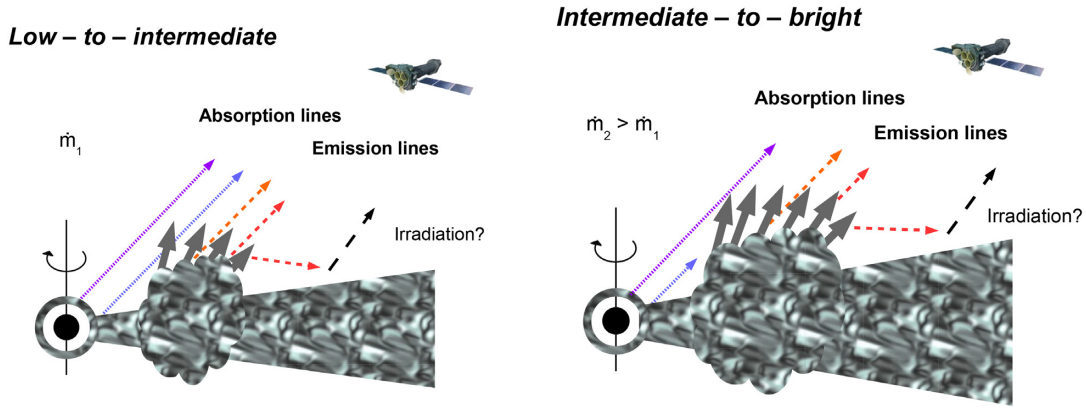 Low – to – intermediate
Absorption lines
ṁ1
Emission lines
Irradiation?
Intermediate – to – bright
Absorption lines
ṁ2 > ṁ1
Emission lines
Irradiation?